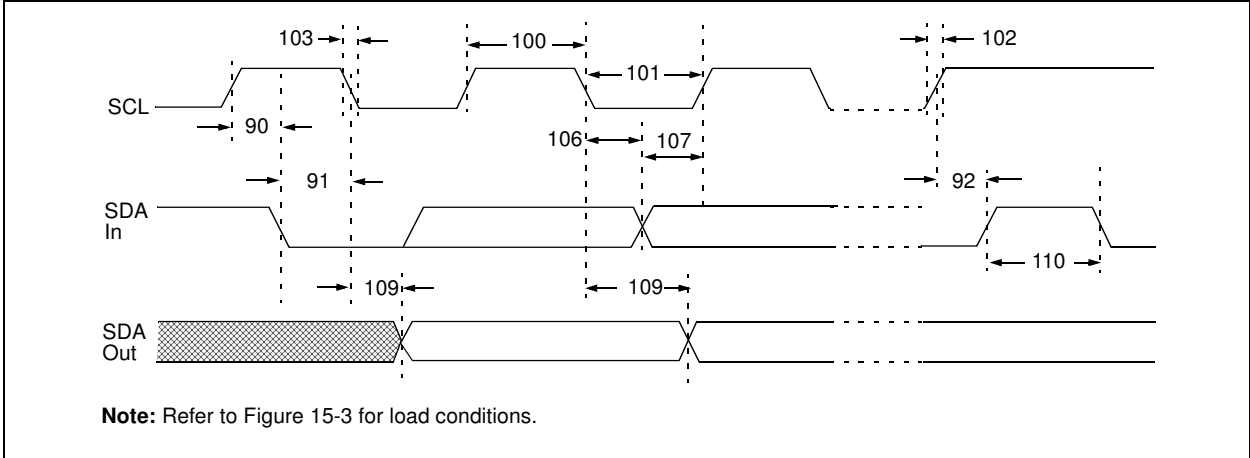 103
100
102
101
SCL
90
106
107
91
92
SDA
In
110
109
109
SDA
Out
Note: Refer to Figure 15-3 for load conditions.